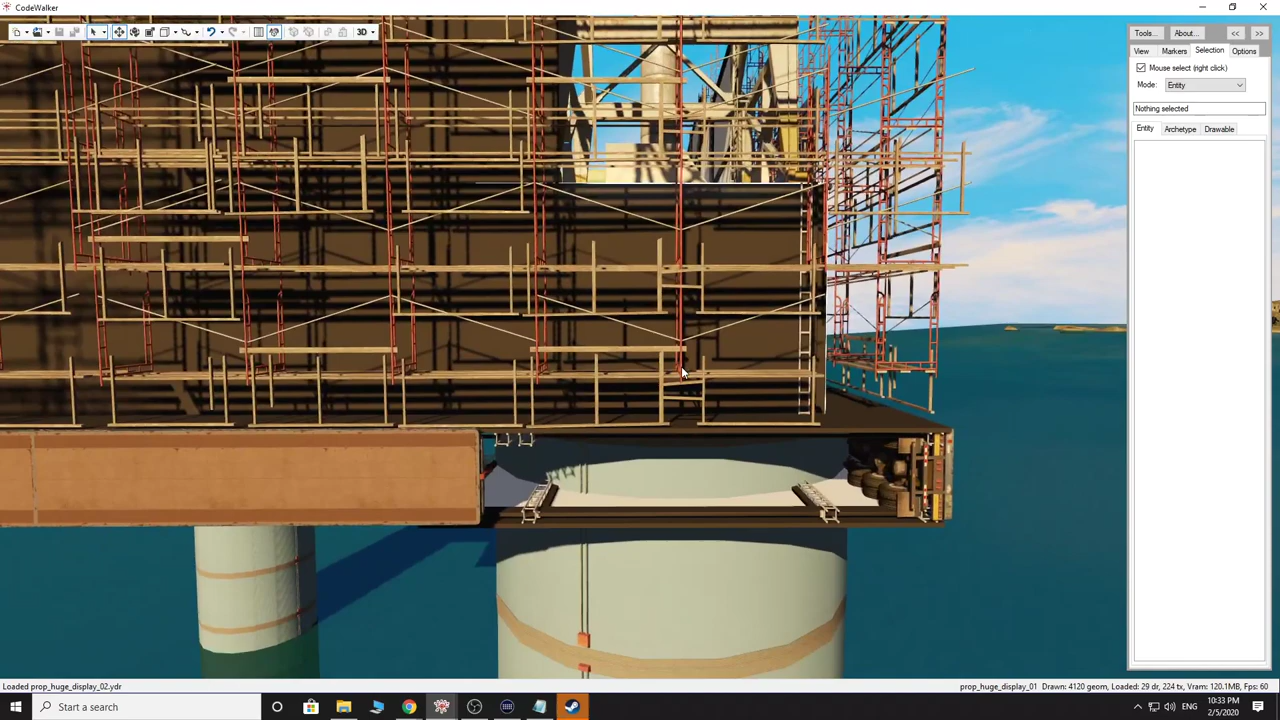 CodeWalker
3D
Tools... About... << >>
View Markers Selection Options
Mouse select (right click)
Mode: Entity
Nothing selected
Entity Archetype Drawable
Loaded prop_huge_display_02.ydr
prop_huge_display_01 Drawn: 4120 geom, Loaded: 29 dr, 224 tx, Vram: 120.1MB, Fps: 60
Start a search
ENG
10:33 PM
2/5/2020